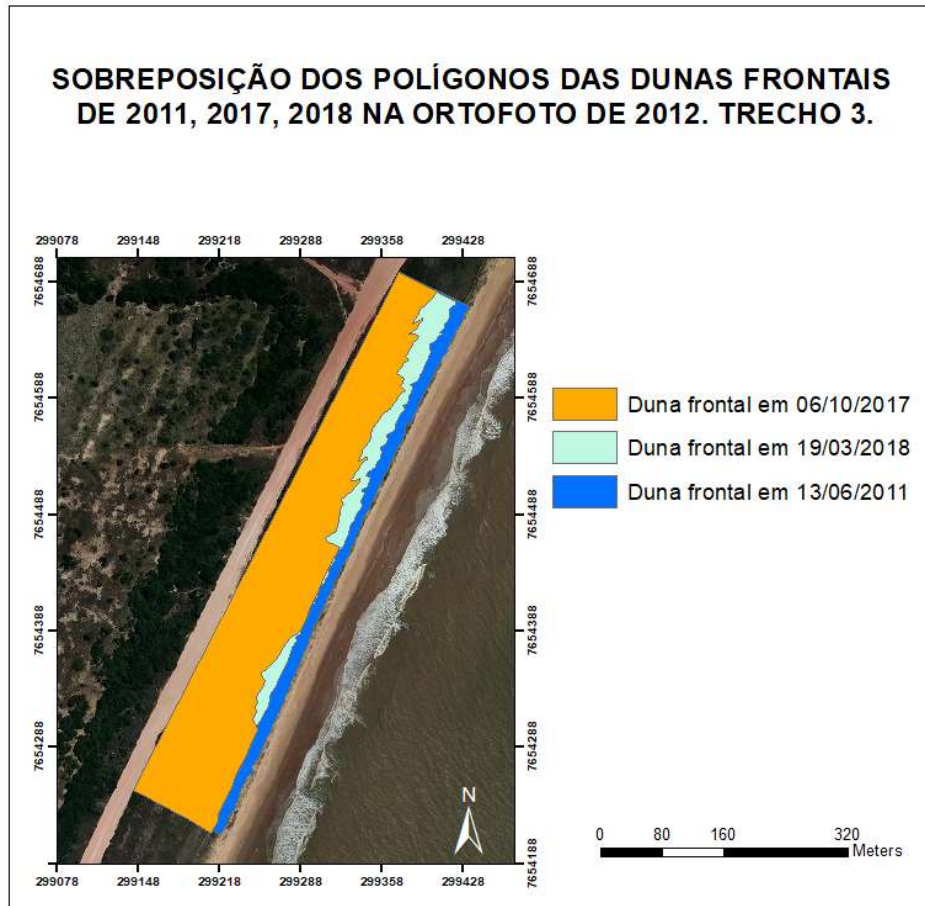 SOBREPOSIÇÃO DOS POLÍGONOS DAS DUNAS FRONTAIS
DE 2011, 2017, 2018 NA ORTOFOTO DE 2012. TRECHO 3.
299078 299148 299218 299288 299358 299428
7654688 7654688
7654588 7654588
7654488 7654488
7654388 7654388
7654288 7654288
7654188
299078 299148 299218 299288 299358 299428
Duna frontal em 06/10/2017
Duna frontal em 19/03/2018
Duna frontal em 13/06/2011
N
0 80 160 320
Meters